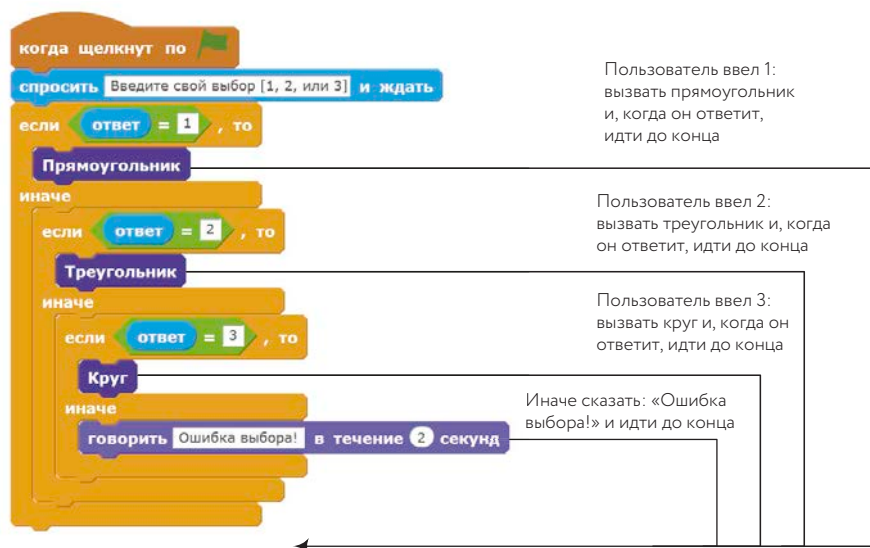 когда щелкнут по
спросить Введите свой выбор [1, 2, или 3] и ждать
если ответ = 1 , то
Прямоугольник
иначе
если ответ = 2 , то
Треугольник
иначе
если ответ = 3 , то
Круг
иначе
говорить Ошибка выбора! в течение 2 секунд
Пользователь ввел 1:
вызвать прямоугольник
и, когда он ответит,
идти до конца
Пользователь ввел 2:
вызвать треугольник и, когда
он ответит, идти до конца
Пользователь ввел 3:
вызвать круг и, когда он
ответит, идти до конца
Иначе сказать: «Ошибка
выбора!» и идти до конца